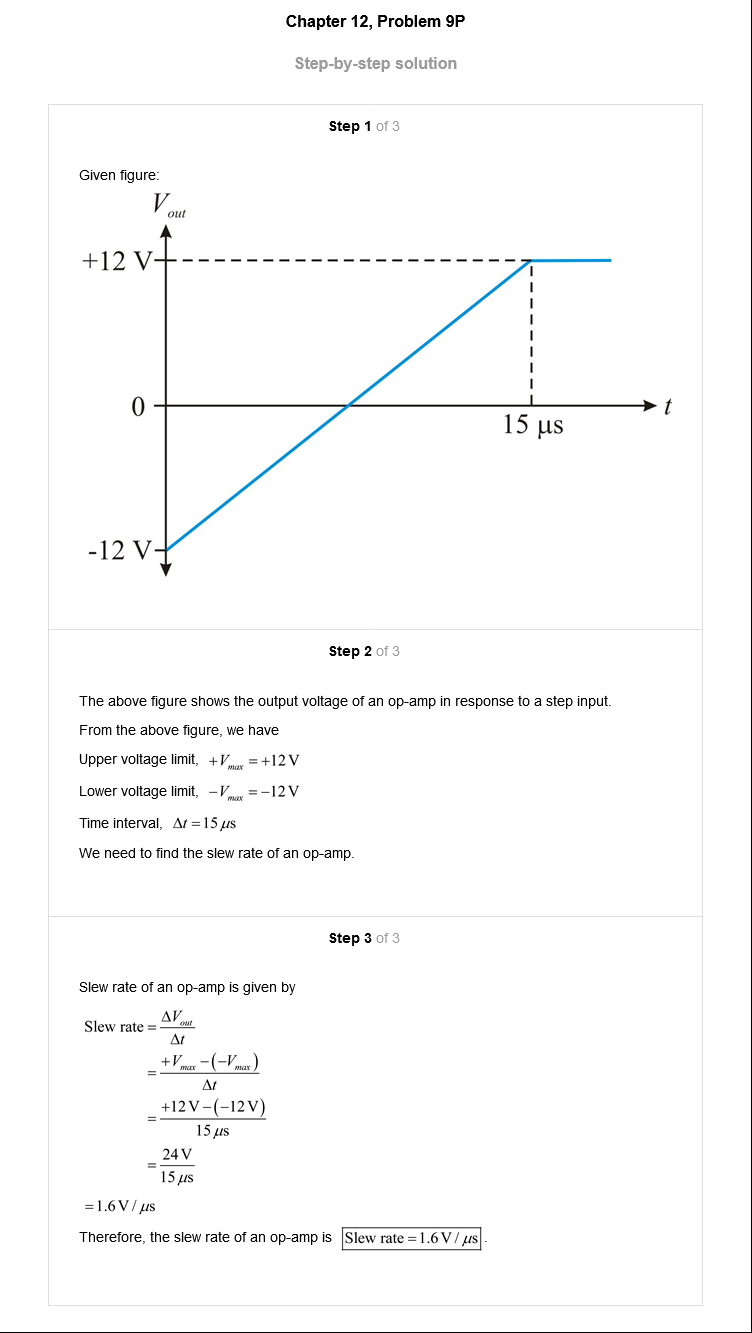 Chapter 12, Problem 9P
Step-by-step solution
Step 1 of 3
Given figure:
V_out
+12 V
0
t
15 μs
-12 V
Step 2 of 3
The above figure shows the output voltage of an op-amp in response to a step input.
From the above figure, we have
Upper voltage limit, +V_max = +12 V
Lower voltage limit, −V_max = −12 V
Time interval, Δt = 15 μs
We need to find the slew rate of an op-amp.
Step 3 of 3
Slew rate of an op-amp is given by
Slew rate = ΔV_out / Δt
= +V_max − (−V_max) / Δt
= +12 V − (−12 V) / 15 μs
= 24 V / 15 μs
= 1.6 V / μs
Therefore, the slew rate of an op-amp is Slew rate = 1.6 V / μs .